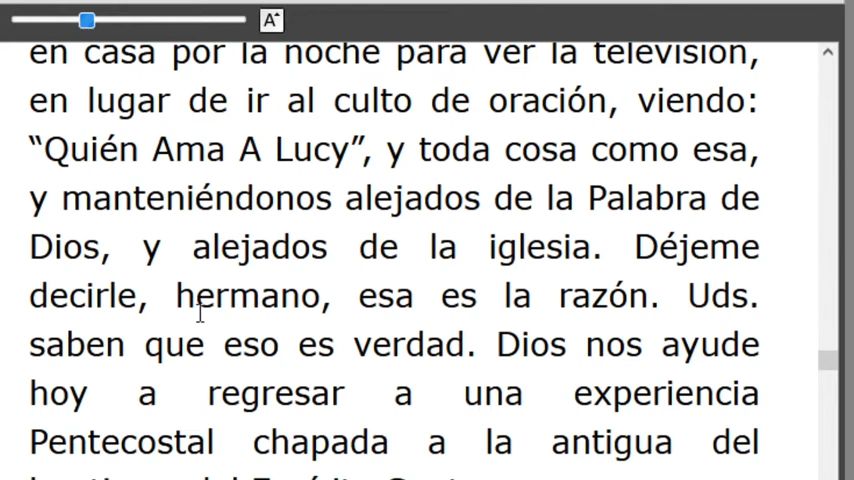 A
en casa por la noche para ver la televisión,
en lugar de ir al culto de oración, viendo:
“Quién Ama A Lucy”, y toda cosa como esa,
y manteniéndonos alejados de la Palabra de
Dios, y alejados de la iglesia. Déjeme
decirle, hermano, esa es la razón. Uds.
saben que eso es verdad. Dios nos ayude
hoy a regresar a una experiencia
Pentecostal chapada a la antigua del